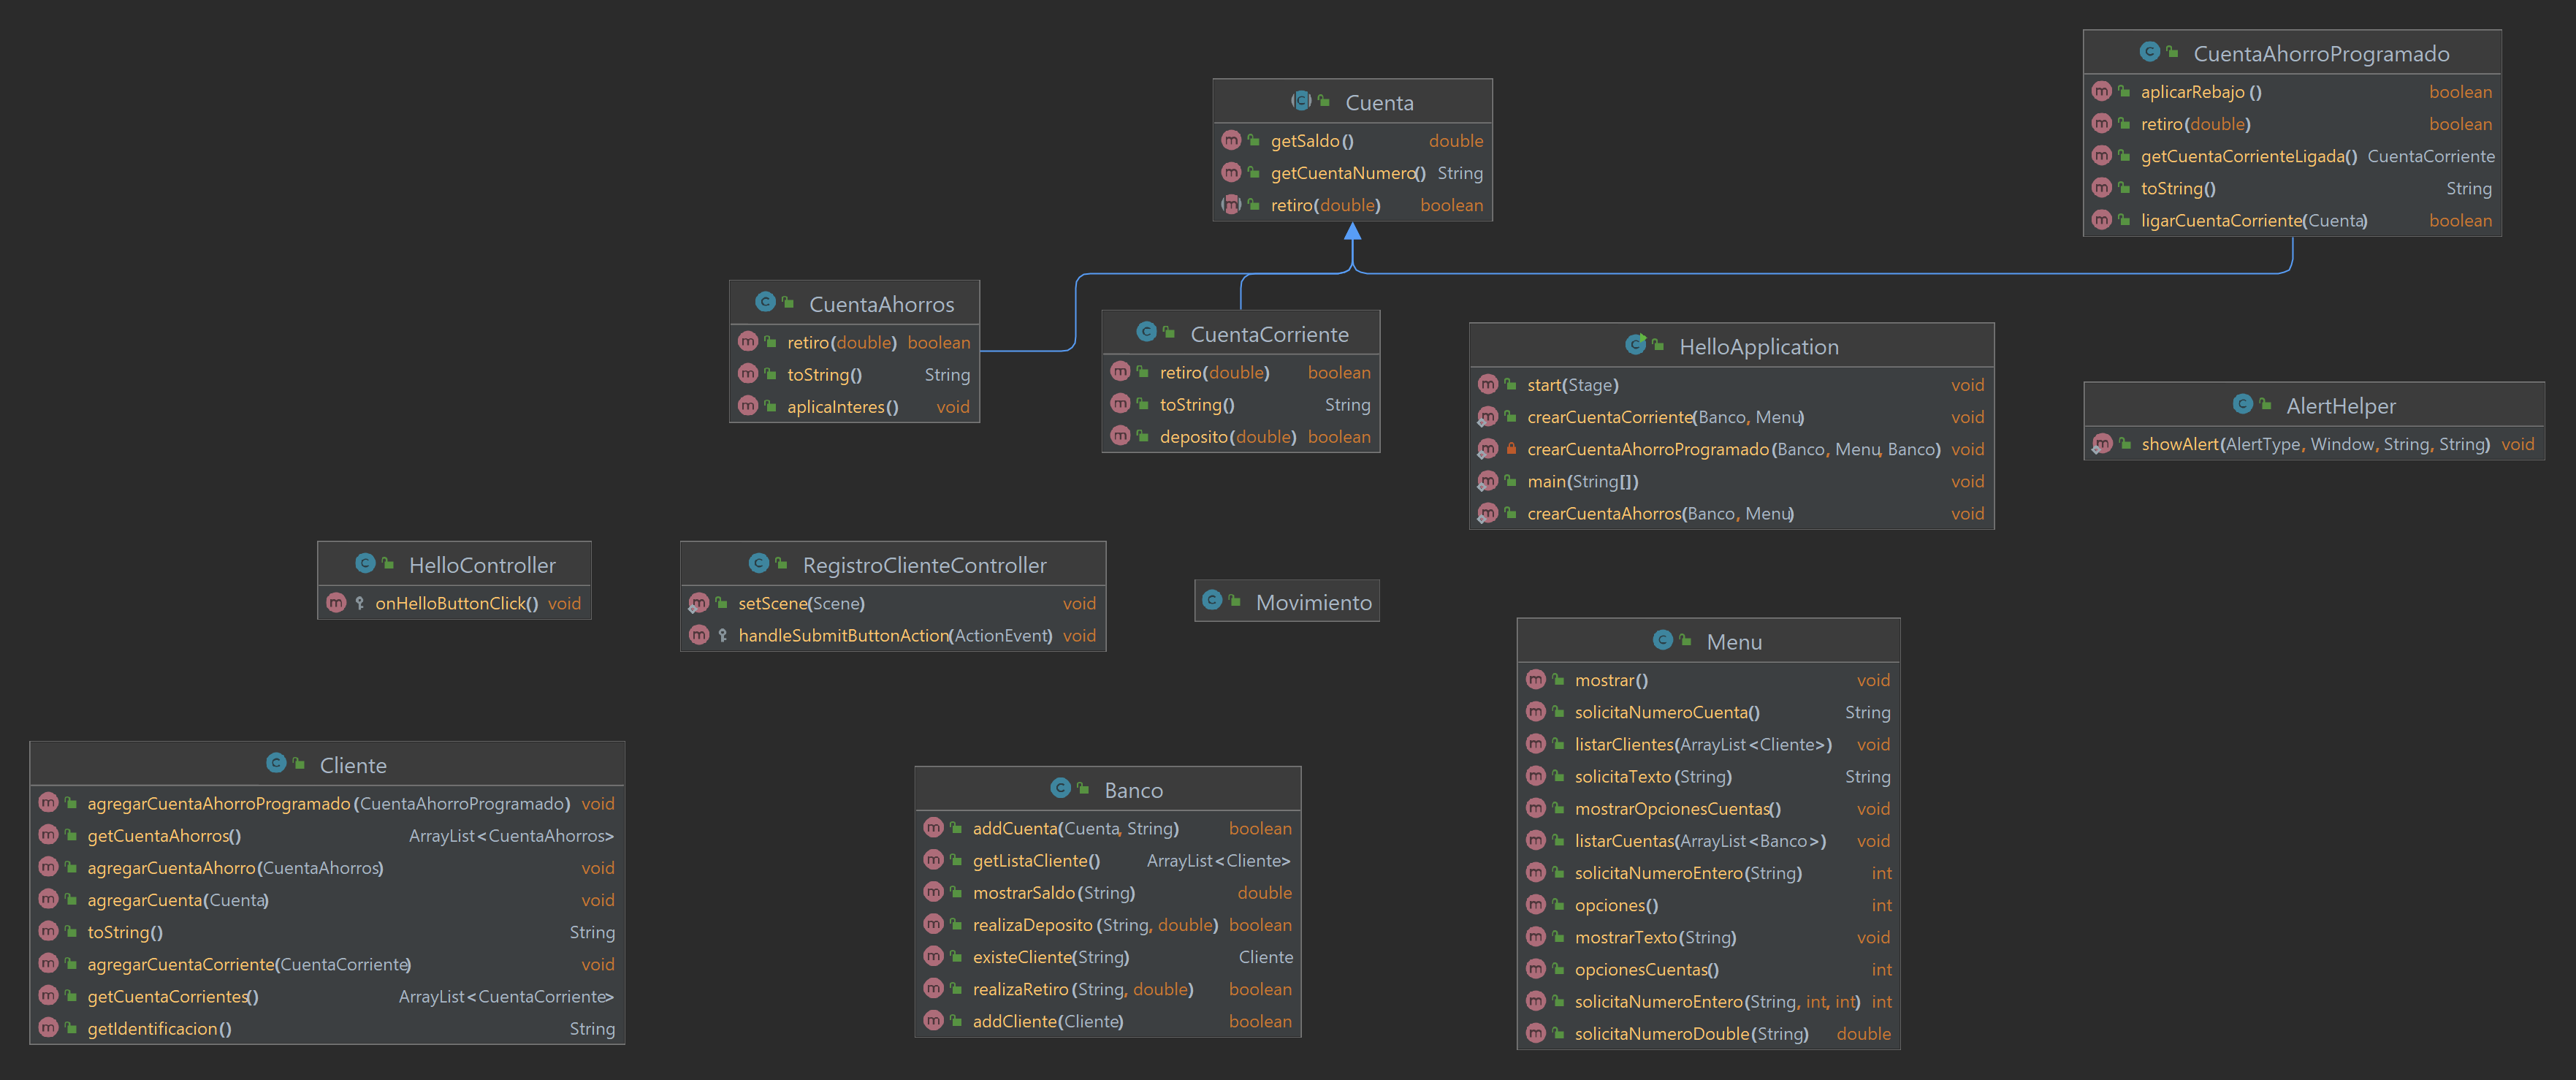 CuentaAhorroProgramado
aplicarRebajo () boolean
retiro(double) boolean
getCuentaCorrienteLigada() CuentaCorriente
toString() String
ligarCuentaCorriente(Cuenta) boolean
Cuenta
getSaldo() double
getCuentaNumero() String
retiro(double) boolean
CuentaAhorros
retiro(double) boolean
toString() String
aplicaInteres() void
CuentaCorriente
retiro(double) boolean
toString() String
deposito(double) boolean
HelloApplication
start(Stage) void
crearCuentaCorriente(Banco, Menu) void
crearCuentaAhorroProgramado(Banco, Menu, Banco) void
main(String[]) void
crearCuentaAhorros(Banco, Menu) void
AlertHelper
showAlert(AlertType, Window, String, String) void
HelloController
onHelloButtonClick() void
RegistroClienteController
setScene(Scene) void
handleSubmitButtonAction(ActionEvent) void
Movimiento
Menu
mostrar() void
solicitaNumeroCuenta() String
listarClientes(ArrayList<Cliente>) void
solicitaTexto(String) String
mostrarOpcionesCuentas() void
listarCuentas(ArrayList<Banco>) void
solicitaNumeroEntero(String) int
opciones() int
mostrarTexto(String) void
opcionesCuentas() int
solicitaNumeroEntero(String, int, int) int
solicitaNumeroDouble(String) double
Cliente
agregarCuentaAhorroProgramado(CuentaAhorroProgramado) void
getCuentaAhorros() ArrayList<CuentaAhorros>
agregarCuentaAhorro(CuentaAhorros) void
agregarCuenta(Cuenta) void
toString() String
agregarCuentaCorriente(CuentaCorriente) void
getCuentaCorrientes() ArrayList<CuentaCorriente>
getIdentificacion() String
Banco
addCuenta(Cuenta, String) boolean
getListaCliente() ArrayList<Cliente>
mostrarSaldo(String) double
realizaDeposito(String, double) boolean
existeCliente(String) Cliente
realizaRetiro(String, double) boolean
addCliente(Cliente) boolean